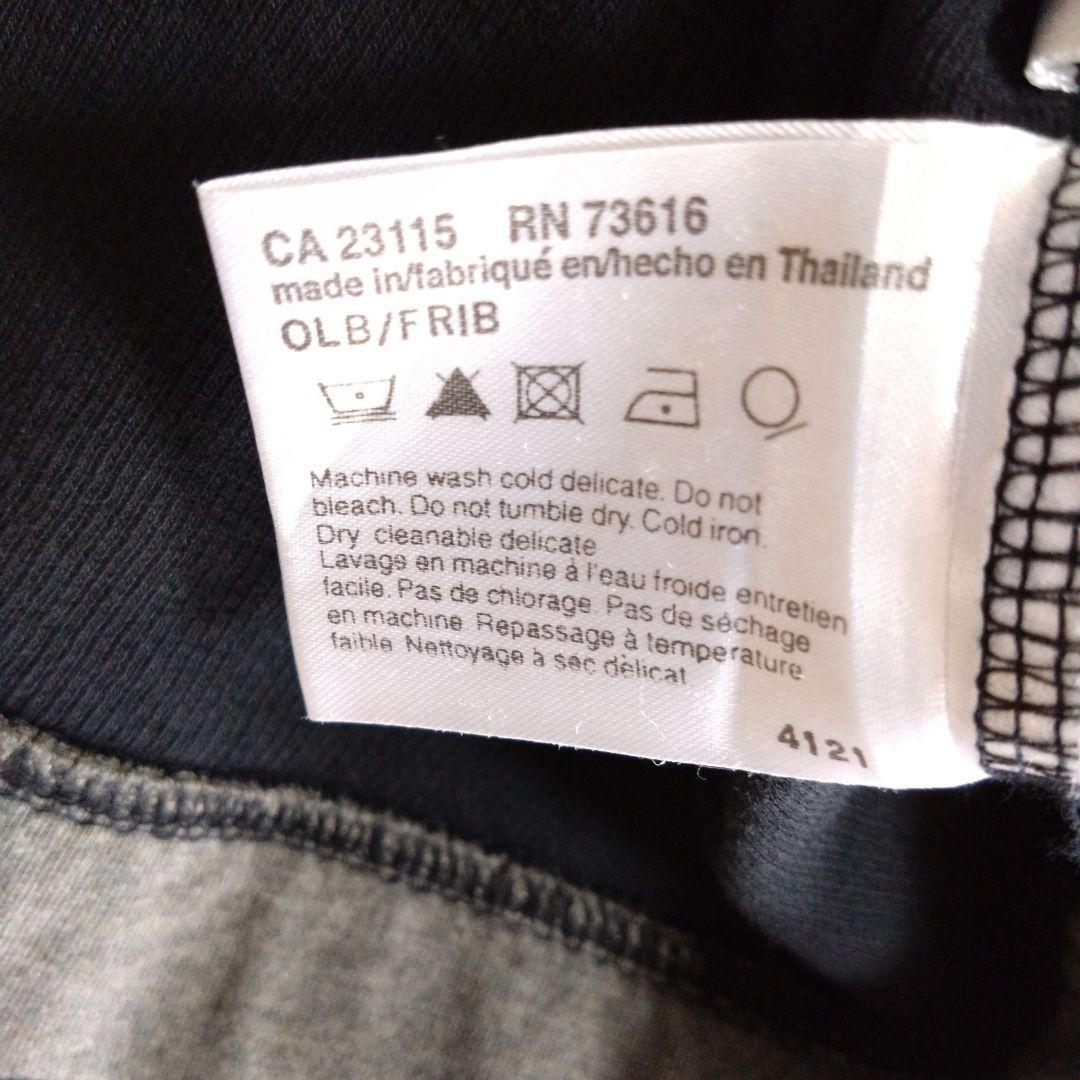 CA 23115 RN 73616
made in/fabriqué en/hecho en Thailand
OLB/FRIB
Machine wash cold delicate. Do not
bleach. Do not tumble dry. Cold iron.
Dry cleanable delicate
Lavage en machine à l'eau froide entretien
facile. Pas de chlorage Pas de séchage
en machine Repassage à temperature
faible Nettoyage à sec dèlicat
4121